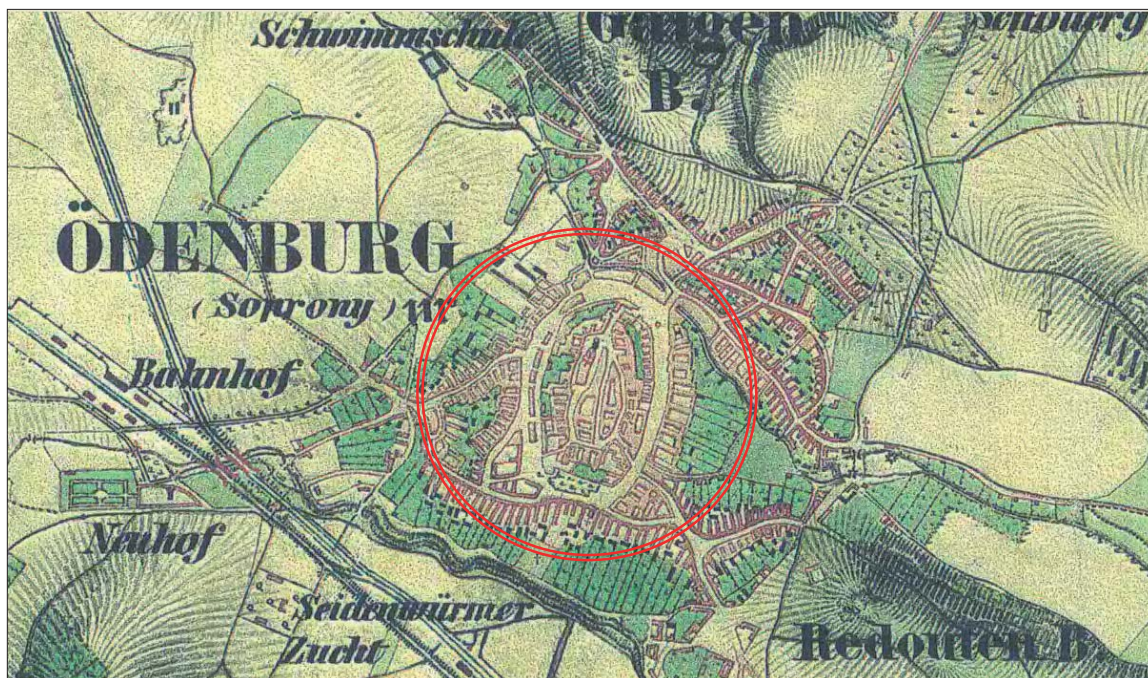 Schwimmschule
B.
ÖDENBURG
(Soprony)
Bahnhof
Neuhof
Seidenwürmer
Zucht
Redouten B.